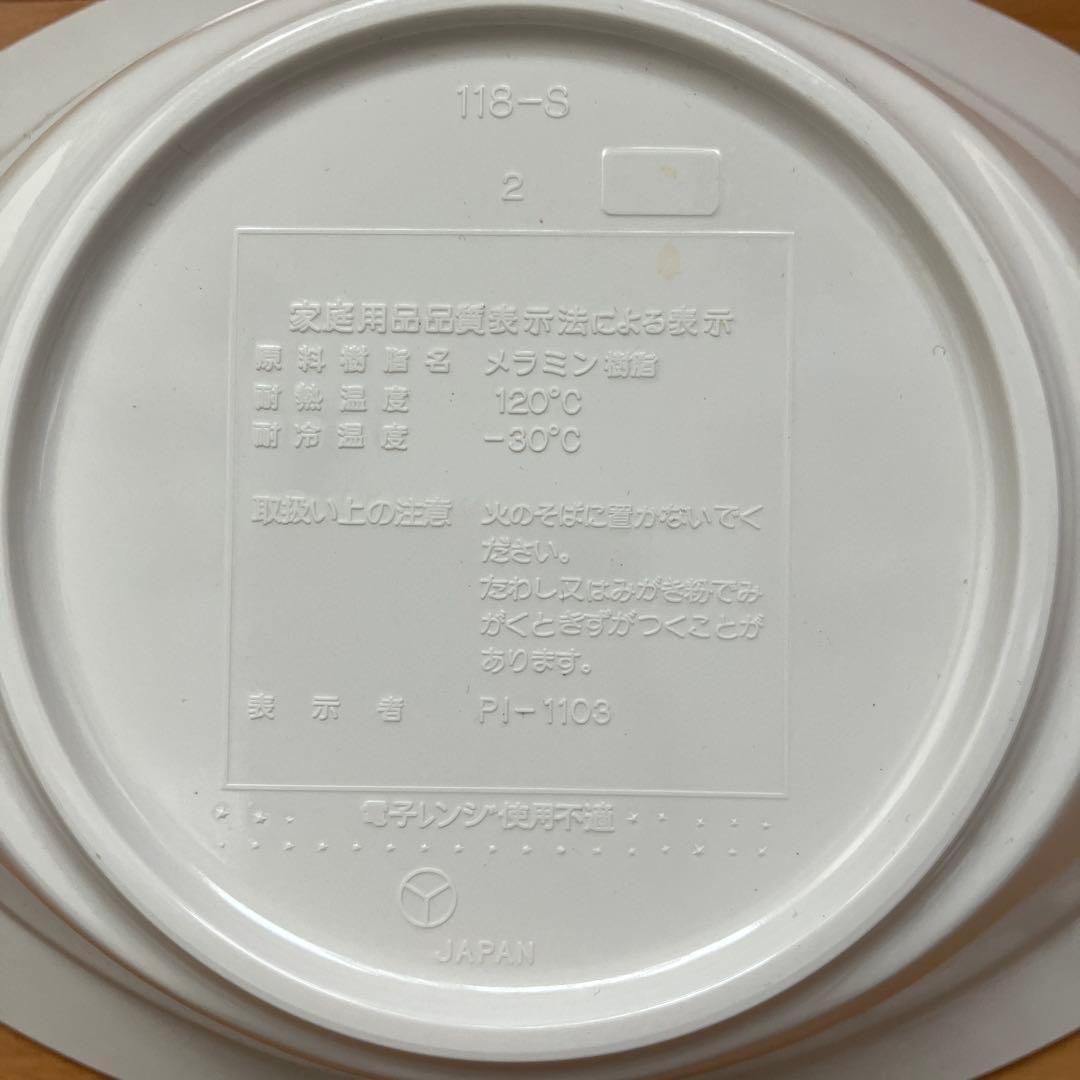 118-S
2
家庭用品品質表示法による表示
原料樹脂名 メラミン樹脂
耐熱温度 120°C
耐冷温度 -30°C
取扱い上の注意 火のそばに置かないでく
ださい。
たわし又はみがき粉でみ
がくときずがつくことが
あります。
表示者 PI-1103
電子レンジ使用不適
JAPAN